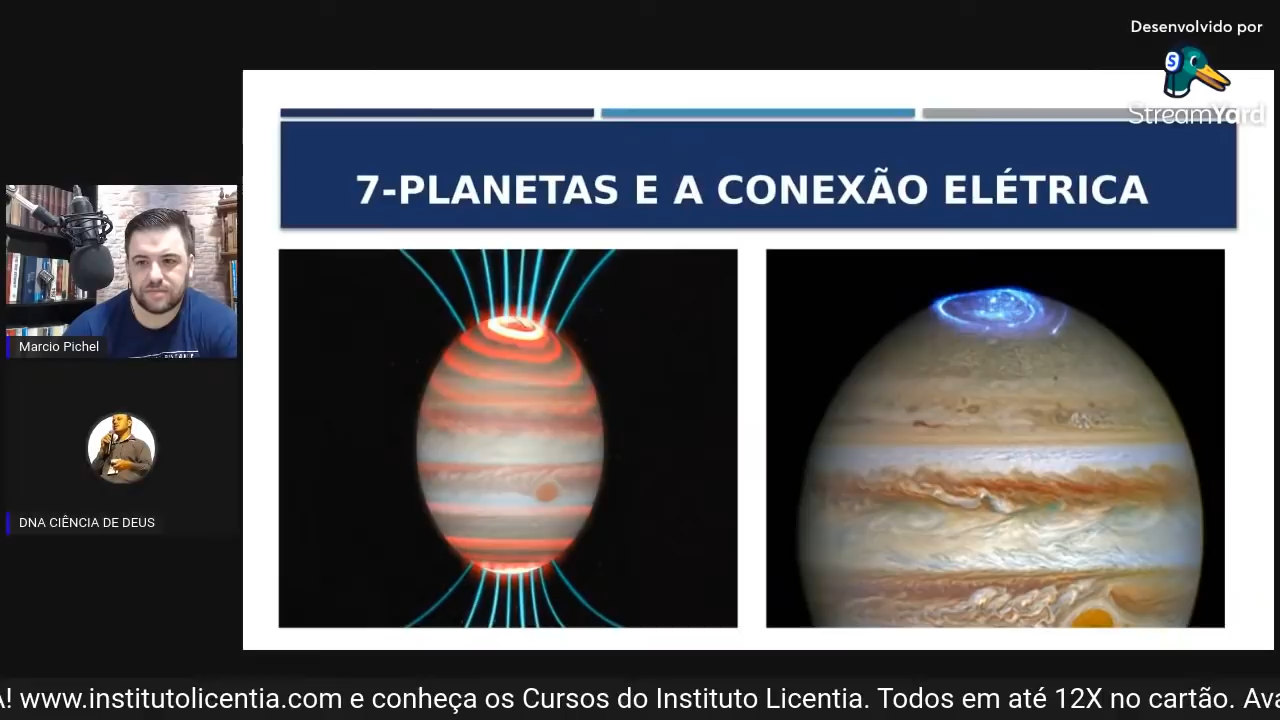 Desenvolvido por
StreamYard
7-PLANETAS E A CONEXÃO ELÉTRICA
Marcio Pichel
DNA CIÊNCIA DE DEUS
A! www.institutolicentia.com e conheça os Cursos do Instituto Licentia. Todos em até 12X no cartão. Ava